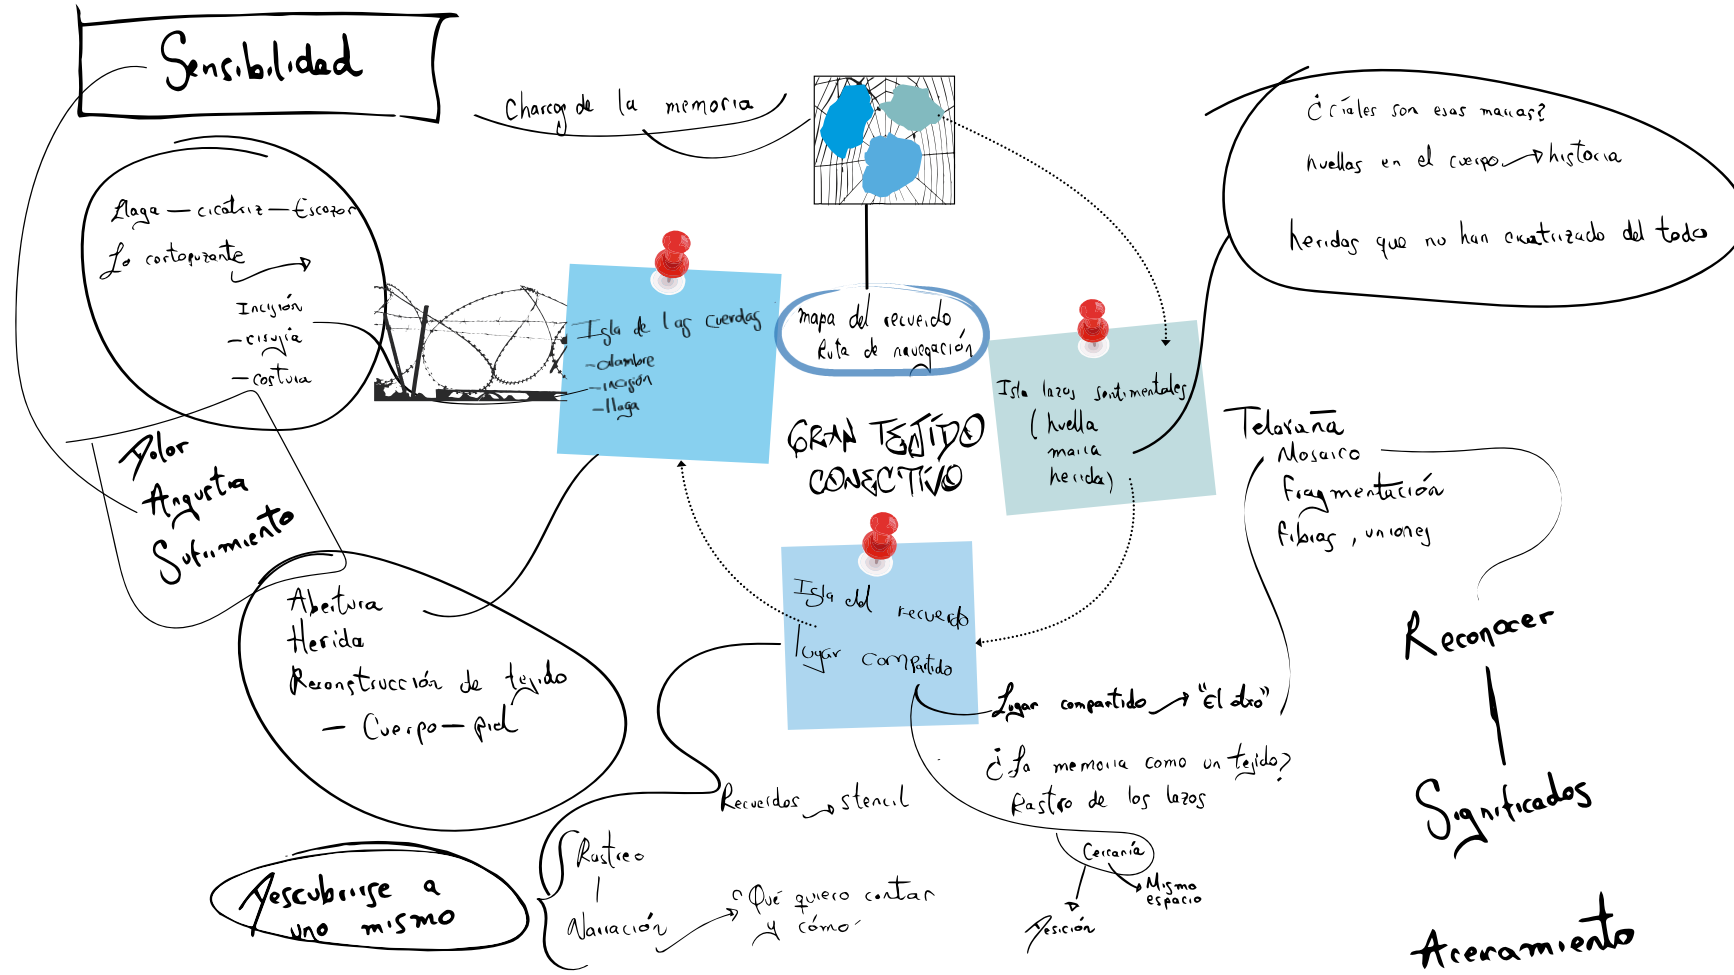 Sensibilidad
Charcos de la memoria
¿Cuáles son esas marcas?
huellas en el cuerpo → historia
heridas que no han cicatrizado del todo
Llaga — cicatriz — Escozor
Lo cortopunzante
Incisión
— cirugía
— costura
Isla de las cuerdas
- alambre
- incisión
- llaga
mapa del recuerdo
Ruta de navegación
GRAN TEJIDO
CONECTIVO
Isla lazos sentimentales
(huella
marca
herida)
Telaraña
Mosaico
Fragmentación
Fibras, uniones
Dolor
Angustia
Sufrimiento
Abertura
Herida
Reconstrucción de tejido
— Cuerpo — piel
Isla del recuerdo
lugar compartido
Lugar compartido → "El otro"
¿La memoria como un tejido?
Rastro de los lazos
Cercanía
Mismo
espacio
Recuerdos → stencil
Rastreo
Narración
¿Qué quiero contar
y cómo
Descubrirse a
uno mismo
Reconocer
Significados
Acercamiento